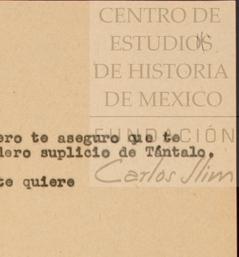 CENTRO DE
ESTUDIOS
DE HISTORIA
DE MEXICO
FUNDACIÓN
Carlos Slim
ero te aseguro que te
dero suplicio de Tántalo.
te quiere